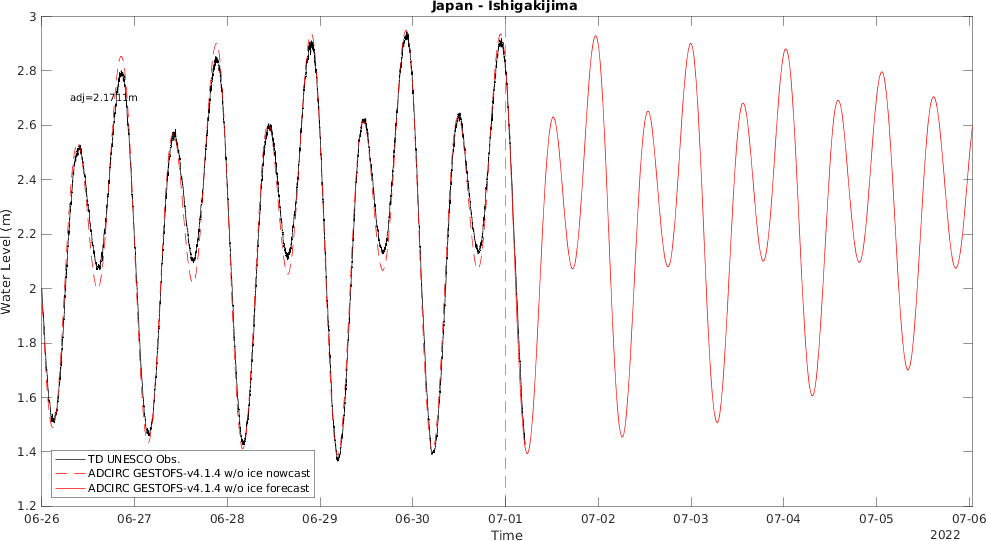 Japan - Ishigakijima
Water Level (m)
3
2.8
2.6
2.4
2.2
2
1.8
1.6
1.4
1.2
adj=2.1711m
TD UNESCO Obs.
ADCIRC GESTOFS-v4.1.4 w/o ice nowcast
ADCIRC GESTOFS-v4.1.4 w/o ice forecast
06-26 06-27 06-28 06-29 06-30 07-01 07-02 07-03 07-04 07-05 07-06
Time
2022